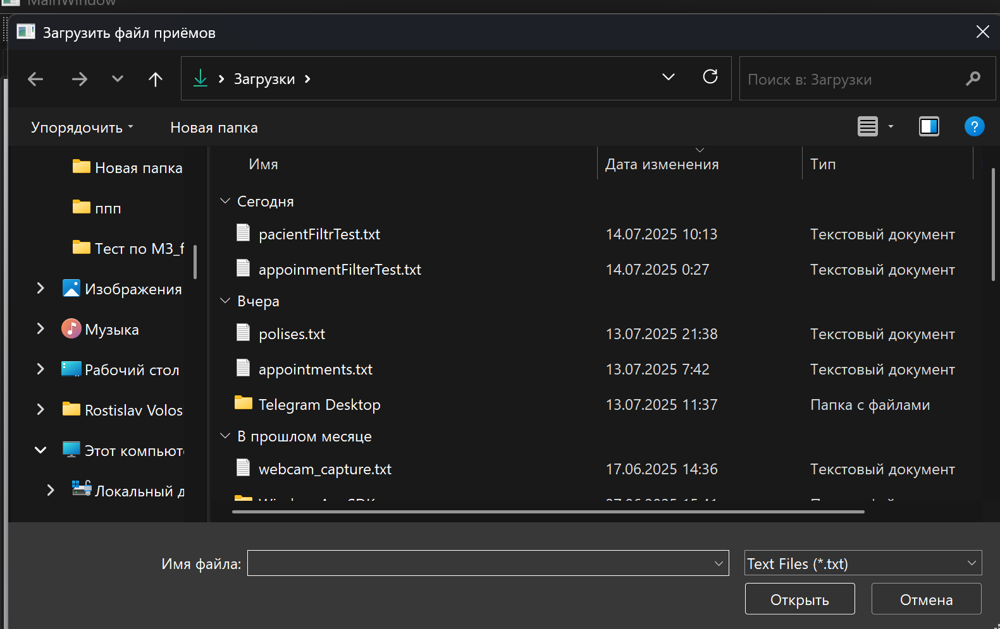 MainWindow
Загрузить файл приёмов
Загрузки
Поиск в: Загрузки
Упорядочить
Новая папка
?
Новая папка
ппп
Тест по МЗ_f
Изображения
Музыка
Рабочий стол
Rostislav Volos
Этот компьют
Локальный д
Имя Дата изменения Тип
Сегодня
pacientFiltrTest.txt 14.07.2025 10:13 Текстовый документ
appoinmentFilterTest.txt 14.07.2025 0:27 Текстовый документ
Вчера
polises.txt 13.07.2025 21:38 Текстовый документ
appointments.txt 13.07.2025 7:42 Текстовый документ
Telegram Desktop 13.07.2025 11:37 Папка с файлами
В прошлом месяце
webcam_capture.txt 17.06.2025 14:36 Текстовый документ
Имя файла:
Text Files (*.txt)
Открыть
Отмена